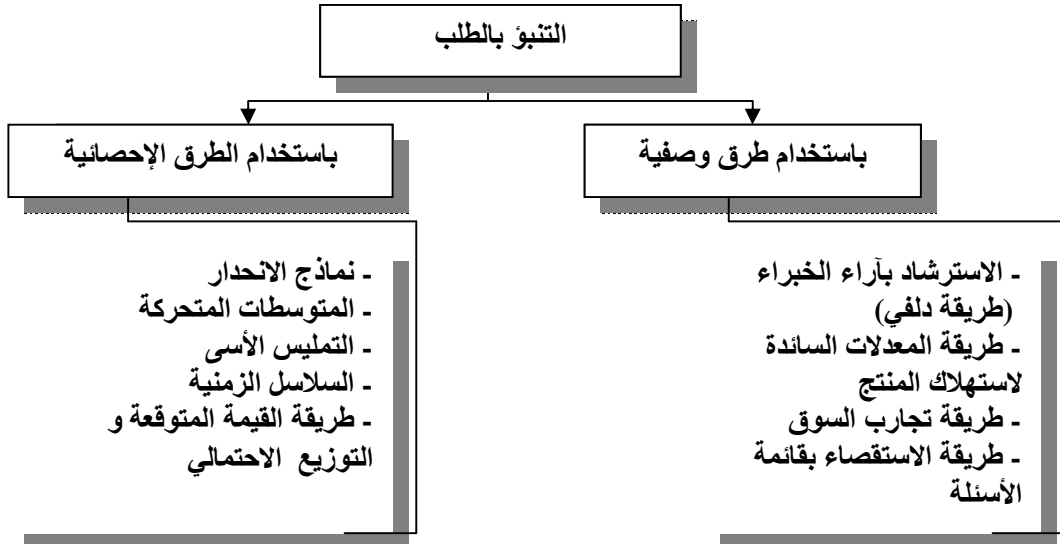 التنبؤ بالطلب
باستخدام طرق وصفية
باستخدام الطرق الإحصائية
- الاسترشاد بآراء الخبراء
(طريقة دلفي)
- طريقة المعدلات السائدة
لاستهلاك المنتج
- طريقة تجارب السوق
- طريقة الاستقصاء بقائمة
الأسئلة
- نماذج الانحدار
- المتوسطات المتحركة
- التمليس الأسى
- السلاسل الزمنية
- طريقة القيمة المتوقعة و
التوزيع الاحتمالي